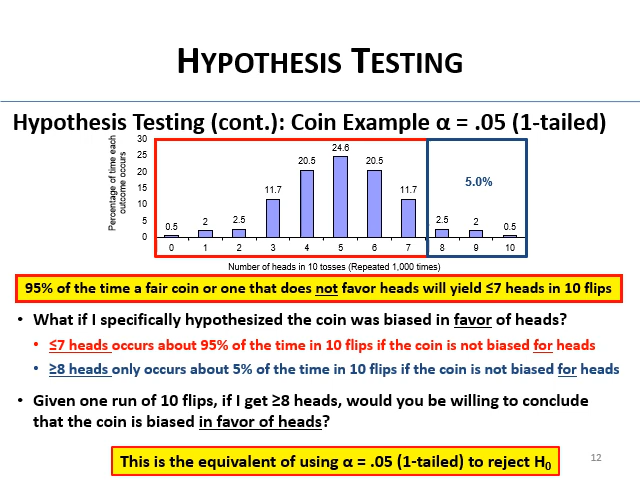 HYPOTHESIS TESTING
Hypothesis Testing (cont.): Coin Example α = .05 (1-tailed)
Percentage of time each
outcome occurs
30
25
20
15
10
5
0
0.5
2
2.5
11.7
20.5
24.6
20.5
11.7
2.5
2
0.5
5.0%
0 1 2 3 4 5 6 7 8 9 10
Number of heads in 10 tosses (Repeated 1,000 times)
95% of the time a fair coin or one that does not favor heads will yield ≤7 heads in 10 flips
• What if I specifically hypothesized the coin was biased in favor of heads?
• ≤7 heads occurs about 95% of the time in 10 flips if the coin is not biased for heads
• ≥8 heads only occurs about 5% of the time in 10 flips if the coin is not biased for heads
• Given one run of 10 flips, if I get ≥8 heads, would you be willing to conclude
that the coin is biased in favor of heads?
This is the equivalent of using α = .05 (1-tailed) to reject H₀
12